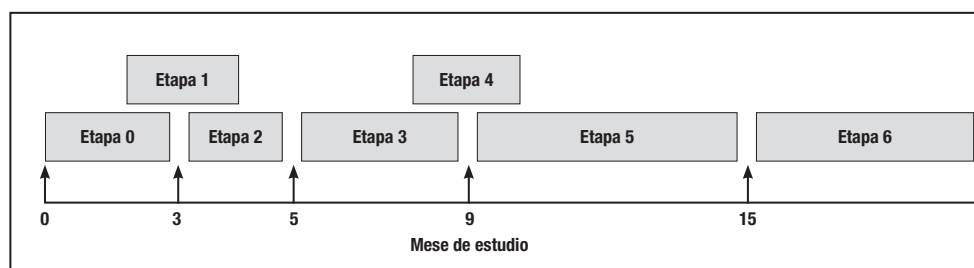 Etapa 1
Etapa 4
Etapa 0
Etapa 2
Etapa 3
Etapa 5
Etapa 6
0
3
5
9
15
Mese de estudio